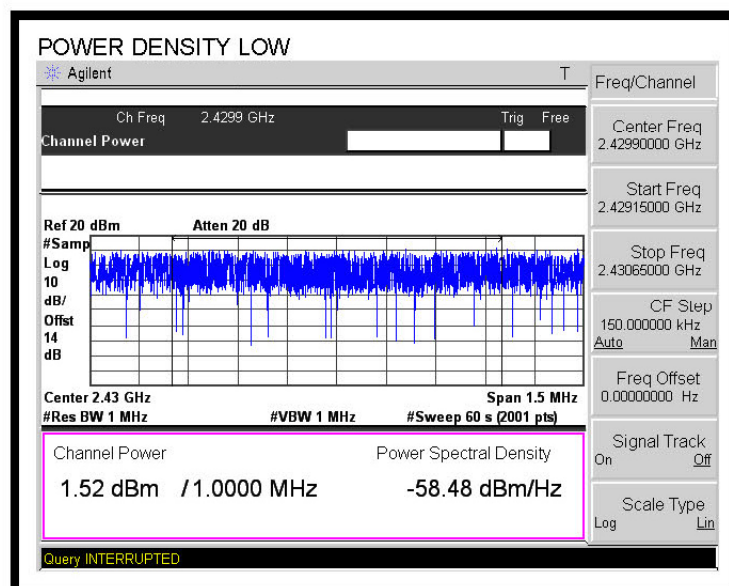 POWER DENSITY LOW
Agilent T
Ch Freq 2.4299 GHz Trig Free
Channel Power
Ref 20 dBm Atten 20 dB
#Samp
Log
10
dB/
Offst
14
dB
Center 2.43 GHz Span 1.5 MHz
#Res BW 1 MHz #VBW 1 MHz #Sweep 60 s (2001 pts)
Channel Power Power Spectral Density
1.52 dBm / 1.0000 MHz -58.48 dBm/Hz
Query INTERRUPTED
Freq/Channel
Center Freq
2.42990000 GHz
Start Freq
2.42915000 GHz
Stop Freq
2.43065000 GHz
CF Step
150.000000 kHz
Auto Man
Freq Offset
0.00000000 Hz
Signal Track
On Off
Scale Type
Log Lin